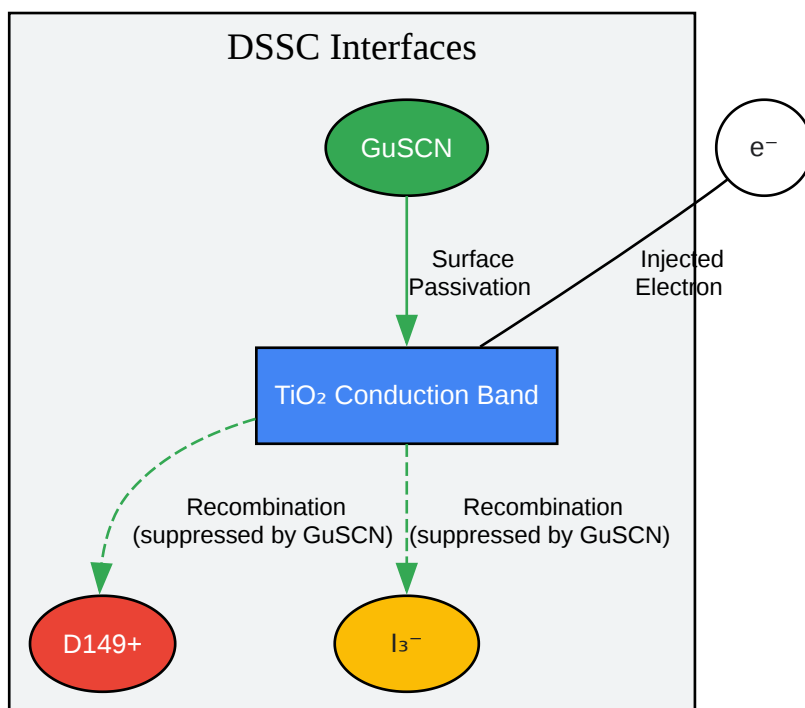 DSSC Interfaces
GuSCN
e⁻
Surface
Passivation
Injected
Electron
TiO₂ Conduction Band
Recombination
(suppressed by GuSCN)
Recombination
(suppressed by GuSCN)
D149+
I₃⁻